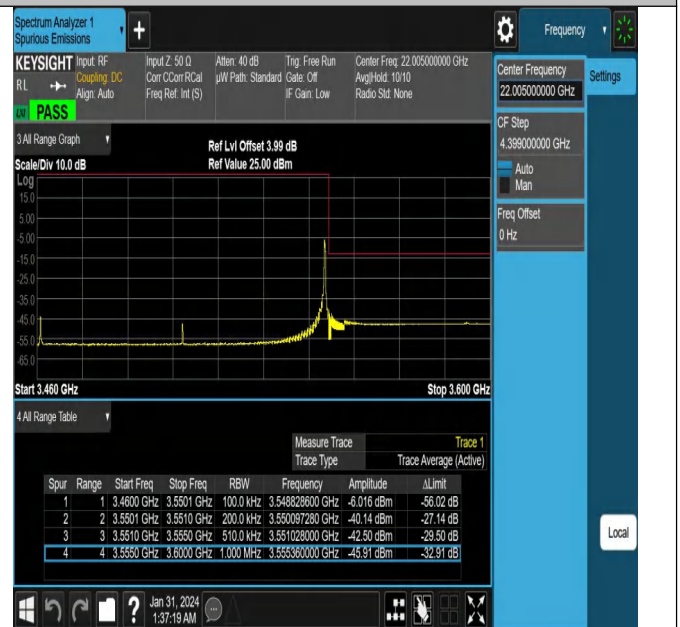 Spectrum Analyzer 1
Spurious Emissions
Frequency
KEYSIGHT
RL
Input: RF
Coupling: DC
Align: Auto
Input Z: 50 Ω
Corr CCorr RCal
Freq Ref: Int (S)
Atten: 40 dB
µW Path: Standard
Trig: Free Run
Gate: Off
IF Gain: Low
Center Freq: 22.005000000 GHz
Avg|Hold: 10/10
Radio Std: None
PASS
3 All Range Graph
Ref Lvl Offset 3.99 dB
Scale/Div 10.0 dB
Ref Value 25.00 dBm
Log
15.0
5.00
-5.00
-15.0
-25.0
-35.0
-45.0
-55.0
-65.0
Start 3.460 GHz
Stop 3.600 GHz
4 All Range Table
Measure Trace Trace 1
Trace Type Trace Average (Active)
Spur Range Start Freq Stop Freq RBW Frequency Amplitude ΔLimit
1 1 3.4600 GHz 3.5501 GHz 100.0 kHz 3.548828600 GHz -6.016 dBm -56.02 dB
2 2 3.5501 GHz 3.5510 GHz 200.0 kHz 3.550097280 GHz -40.14 dBm -27.14 dB
3 3 3.5510 GHz 3.5550 GHz 510.0 kHz 3.551028000 GHz -42.50 dBm -29.50 dB
4 4 3.5550 GHz 3.6000 GHz 1.000 MHz 3.555360000 GHz -45.91 dBm -32.91 dB
Jan 31, 2024
1:37:19 AM
Center Frequency
22.005000000 GHz
Settings
CF Step
4.399000000 GHz
Auto
Man
Freq Offset
0 Hz
Local